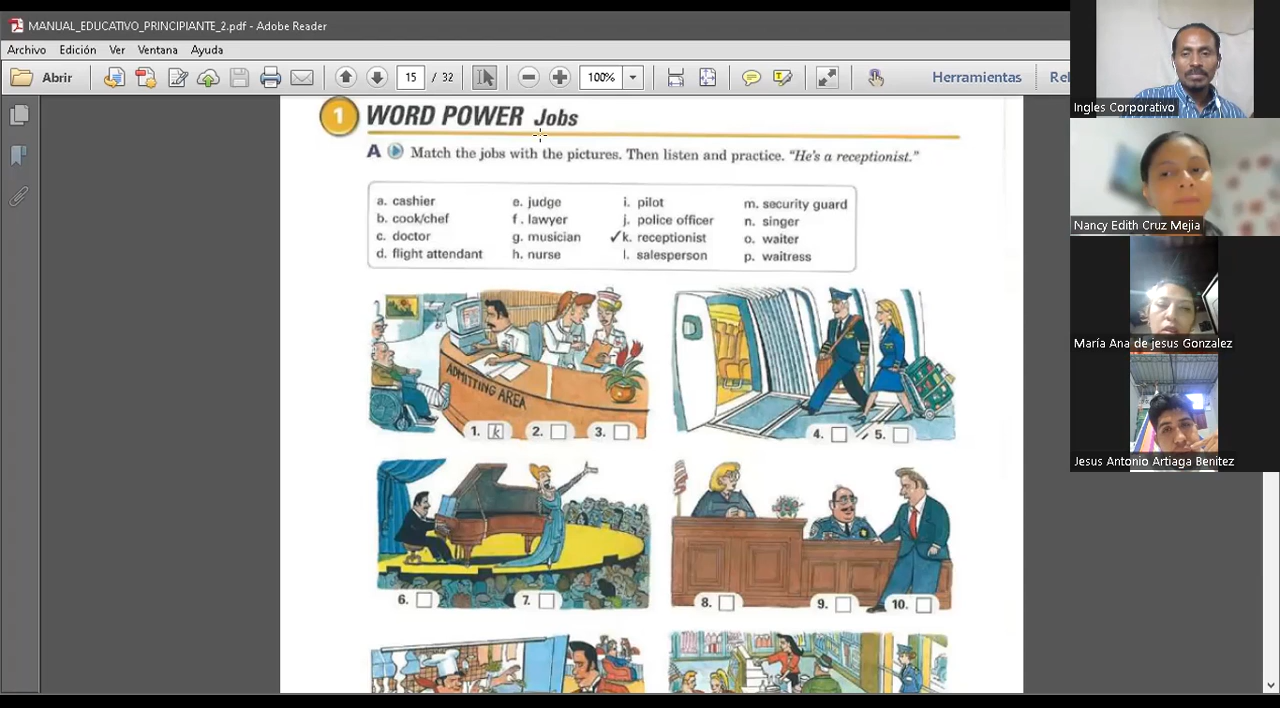 MANUAL_EDUCATIVO_PRINCIPIANTE_2.pdf - Adobe Reader
Archivo Edición Ver Ventana Ayuda
Abrir 15 / 32 100% Herramientas
1 WORD POWER Jobs
A Match the jobs with the pictures. Then listen and practice. "He's a receptionist."
a. cashier e. judge i. pilot m. security guard
b. cook/chef f. lawyer j. police officer n. singer
c. doctor g. musician ✓k. receptionist o. waiter
d. flight attendant h. nurse l. salesperson p. waitress
ADMITTING AREA
1. k 2. 3. 4. 5.
6. 7. 8. 9. 10.
Ingles Corporativo
Nancy Edith Cruz Mejia
María Ana de jesus Gonzalez
Jesus Antonio Artiaga Benitez